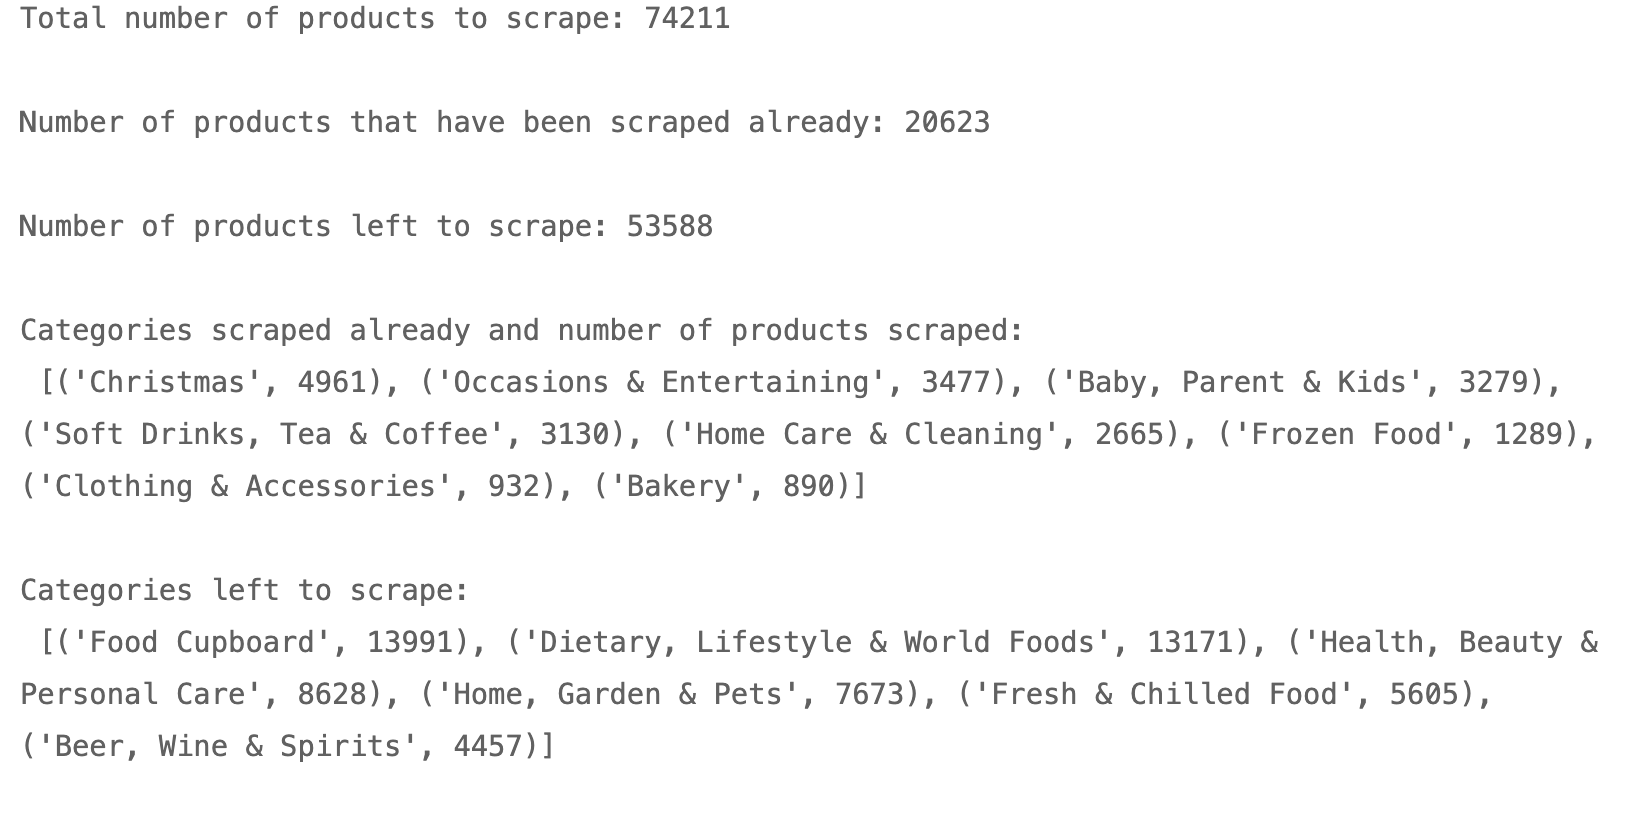 Total number of products to scrape: 74211
Number of products that have been scraped already: 20623
Number of products left to scrape: 53588
Categories scraped already and number of products scraped:
[('Christmas', 4961), ('Occasions & Entertaining', 3477), ('Baby, Parent & Kids', 3279),
('Soft Drinks, Tea & Coffee', 3130), ('Home Care & Cleaning', 2665), ('Frozen Food', 1289),
('Clothing & Accessories', 932), ('Bakery', 890)]
Categories left to scrape:
[('Food Cupboard', 13991), ('Dietary, Lifestyle & World Foods', 13171), ('Health, Beauty &
Personal Care', 8628), ('Home, Garden & Pets', 7673), ('Fresh & Chilled Food', 5605),
('Beer, Wine & Spirits', 4457)]